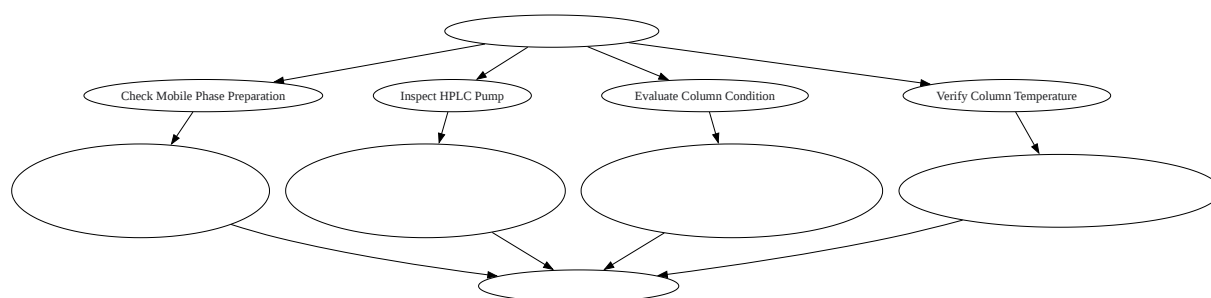 Check Mobile Phase Preparation
Inspect HPLC Pump
Evaluate Column Condition
Verify Column Temperature